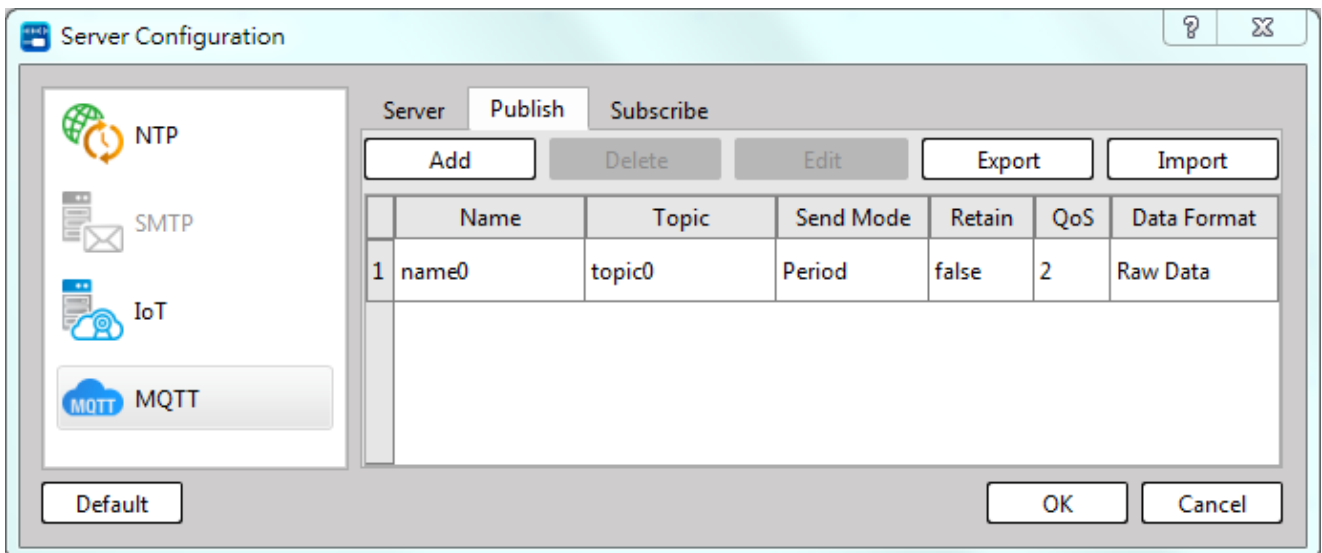 Server Configuration
NTP
SMTP
IoT
MQTT MQTT
Server Publish Subscribe
Add Delete Edit Export Import
Name Topic Send Mode Retain QoS Data Format
1 name0 topic0 Period false 2 Raw Data
Default OK Cancel